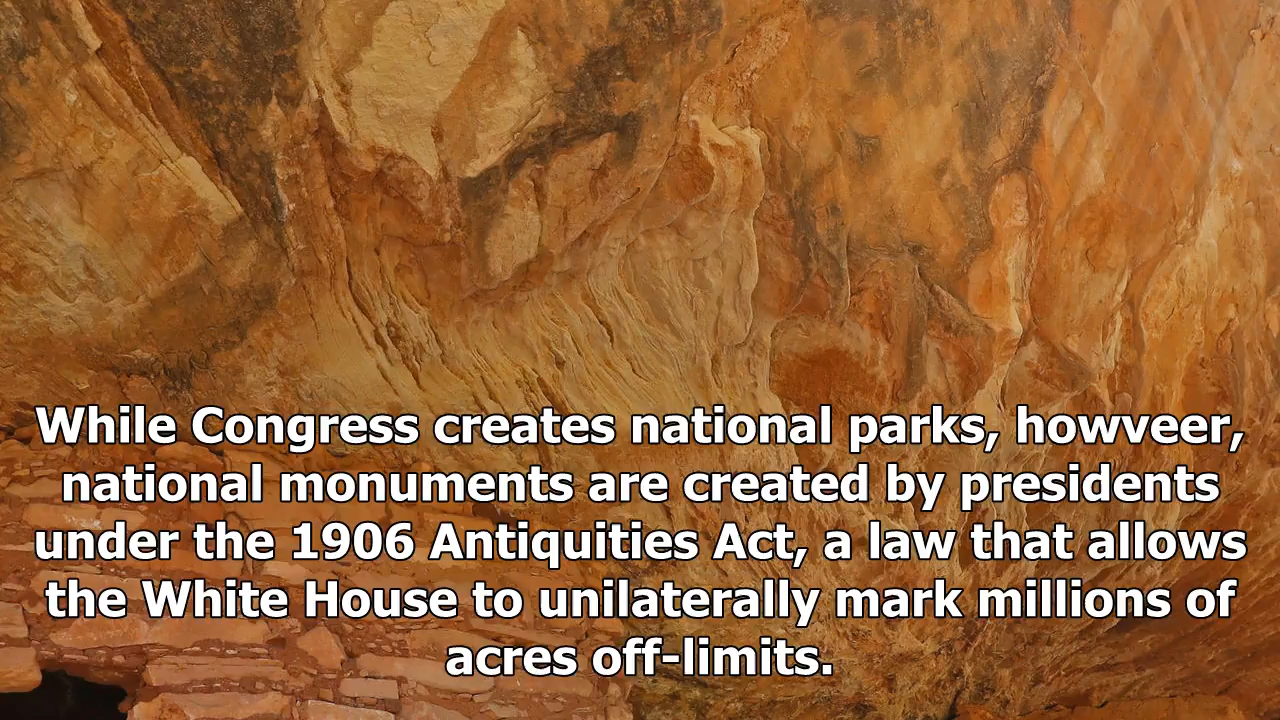 While Congress creates national parks, howveer,
national monuments are created by presidents
under the 1906 Antiquities Act, a law that allows
the White House to unilaterally mark millions of
acres off-limits.